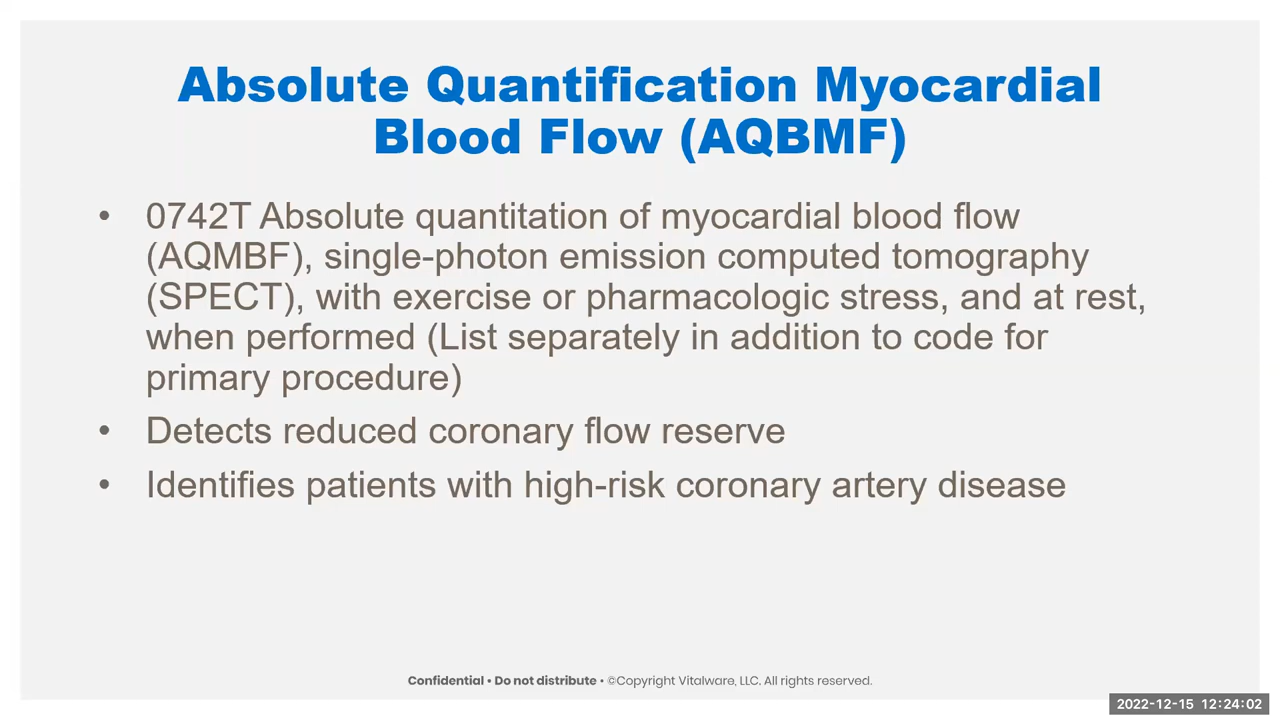 Absolute Quantification Myocardial
Blood Flow (AQBMF)
• 0742T Absolute quantitation of myocardial blood flow
(AQMBF), single-photon emission computed tomography
(SPECT), with exercise or pharmacologic stress, and at rest,
when performed (List separately in addition to code for
primary procedure)
• Detects reduced coronary flow reserve
• Identifies patients with high-risk coronary artery disease
Confidential • Do not distribute • ©Copyright Vitalware, LLC. All rights reserved.
2022-12-15 12:24:02